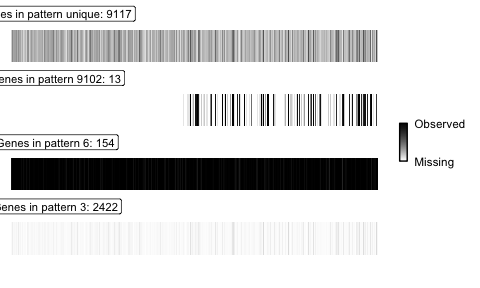 es in pattern unique: 9117
enes in pattern 9102: 13
Genes in pattern 6: 154
Genes in pattern 3: 2422
Observed
Missing